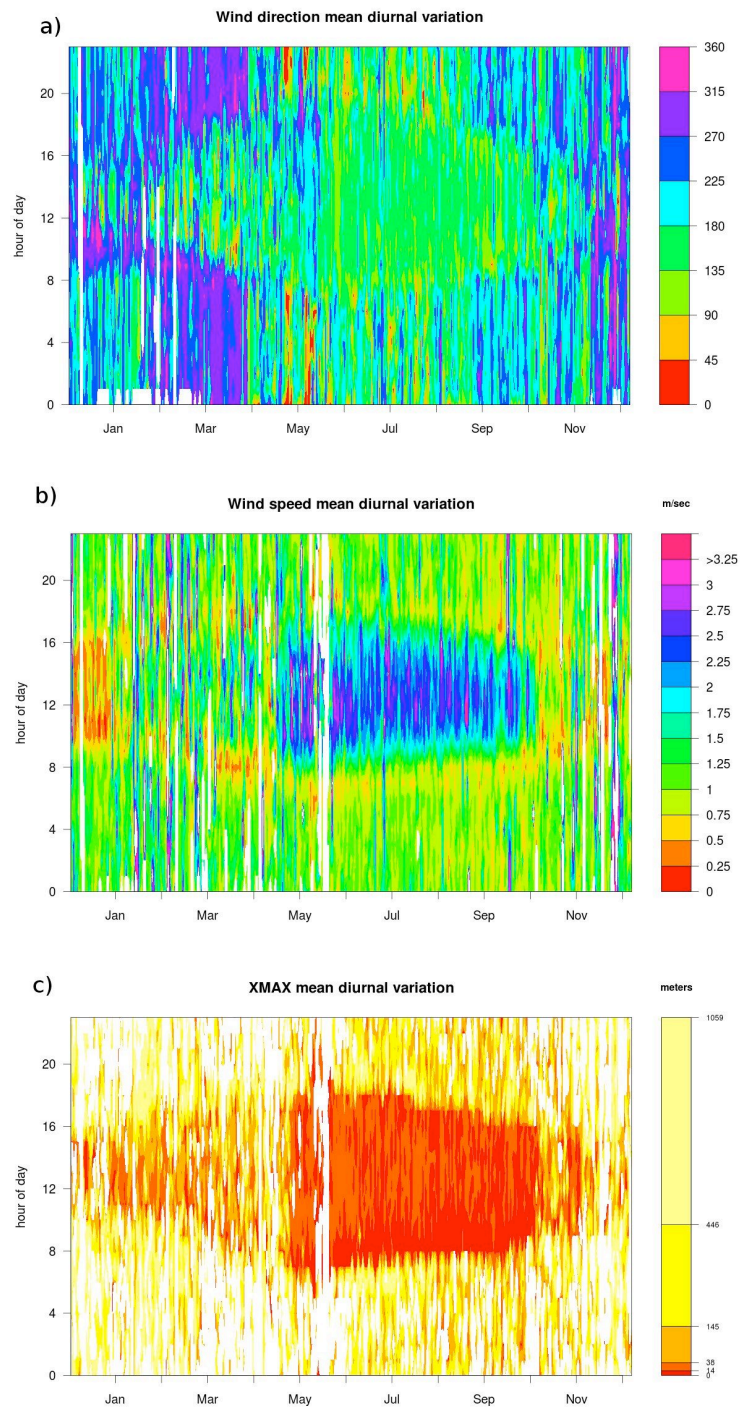 a)
Wind direction mean diurnal variation
hour of day
0
4
8
12
16
20
Jan
Mar
May
Jul
Sep
Nov
360
315
270
225
180
135
90
45
0
b)
Wind speed mean diurnal variation
m/sec
hour of day
0
4
8
12
16
20
Jan
Mar
May
Jul
Sep
Nov
>3.25
3
2.75
2.5
2.25
2
1.75
1.5
1.25
1
0.75
0.5
0.25
0
c)
XMAX mean diurnal variation
meters
hour of day
0
4
8
12
16
20
Jan
Mar
May
Jul
Sep
Nov
1059
446
145
38
14
0